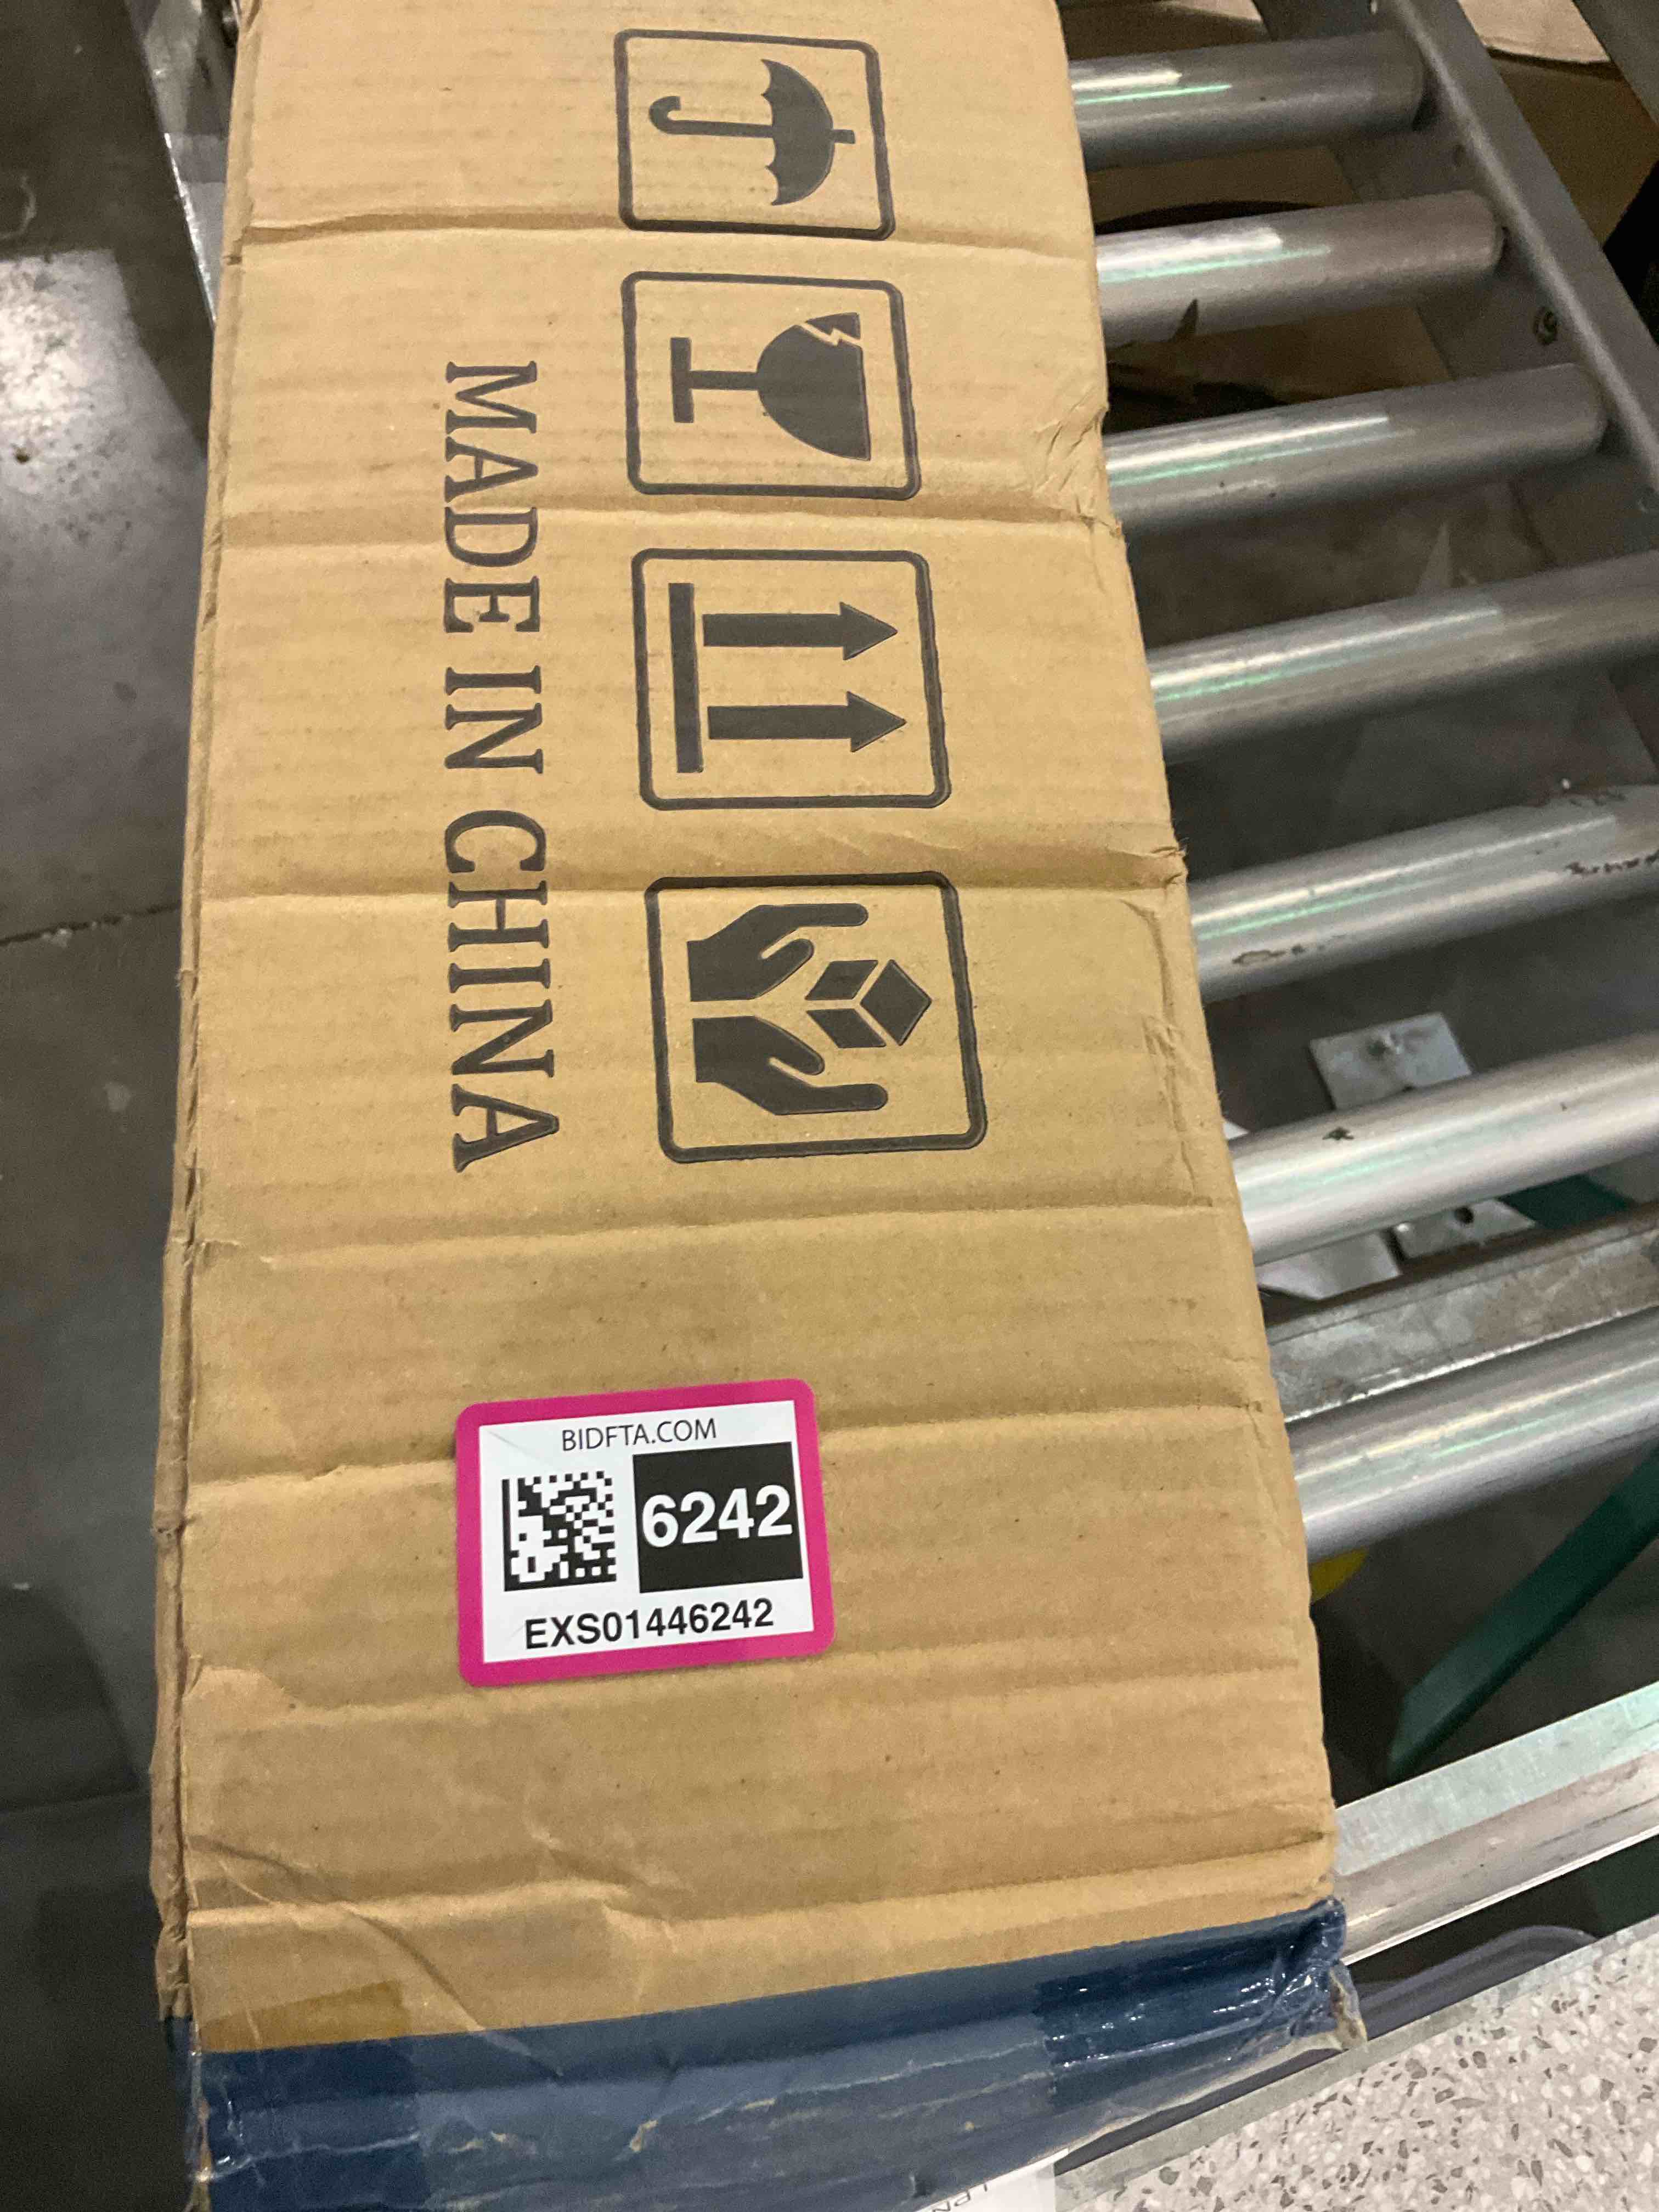 MADE IN CHINA
BIDFTA.COM
6242
EXS01446242